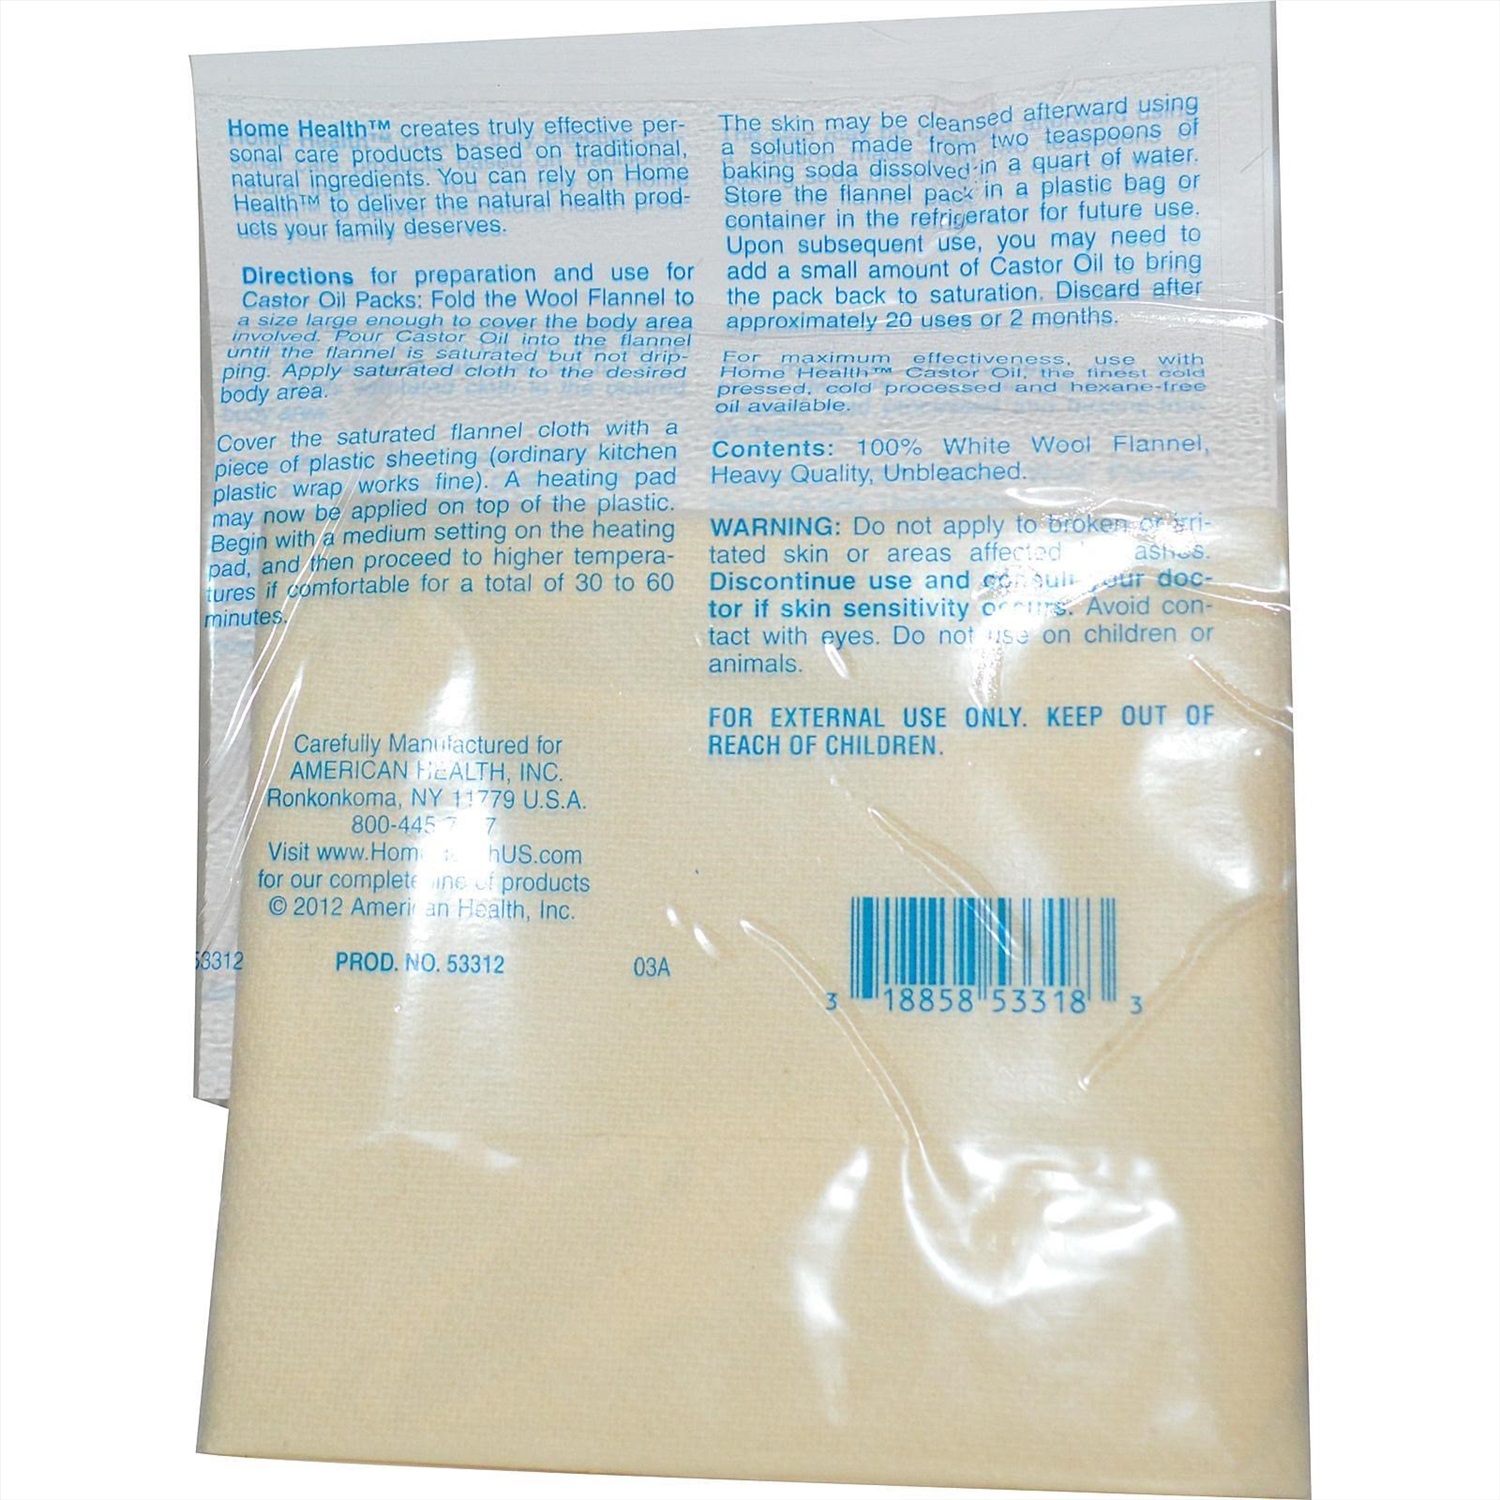 Home Health™ creates truly effective per-
sonal care products based on traditional,
natural ingredients. You can rely on Home
Health™ to deliver the natural health prod-
ucts your family deserves.
Directions for preparation and use for
Castor Oil Packs: Fold the Wool Flannel to
a size large enough to cover the body area
involved. Pour Castor Oil into the flannel
until the flannel is saturated but not drip-
ping. Apply saturated cloth to the desired
body area.
Cover the saturated flannel cloth with a
piece of plastic sheeting (ordinary kitchen
plastic wrap works fine). A heating pad
may now be applied on top of the plastic.
Begin with a medium setting on the heating
pad, and then proceed to higher tempera-
tures if comfortable for a total of 30 to 60
minutes.
Carefully Manufactured for
AMERICAN HEALTH, INC.
Ronkonkoma, NY 11779 U.S.A.
800-445
Visit
for our complete line of products
© 2012 American Health, Inc.
53312
PROD. NO. 53312
03A
The skin may be cleansed afterward using
a solution made from two teaspoons of
baking soda dissolved in a quart of water.
Store the flannel pack in a plastic bag or
container in the refrigerator for future use.
Upon subsequent use, you may need to
add a small amount of Castor Oil to bring
the pack back to saturation. Discard after
approximately 20 uses or 2 months.
For maximum effectiveness, use with
Home Health™ Castor Oil, the finest cold
pressed, cold processed and hexane-free
oil available.
Contents: 100% White Wool Flannel,
Heavy Quality, Unbleached.
WARNING: Do not apply to broken or irri-
tated skin or areas affected
Discontinue use and consult your doc-
tor if skin sensitivity occurs. Avoid con-
tact with eyes. Do not use on children or
animals.
FOR EXTERNAL USE ONLY. KEEP OUT OF
REACH OF CHILDREN.
3 18858 53318 3